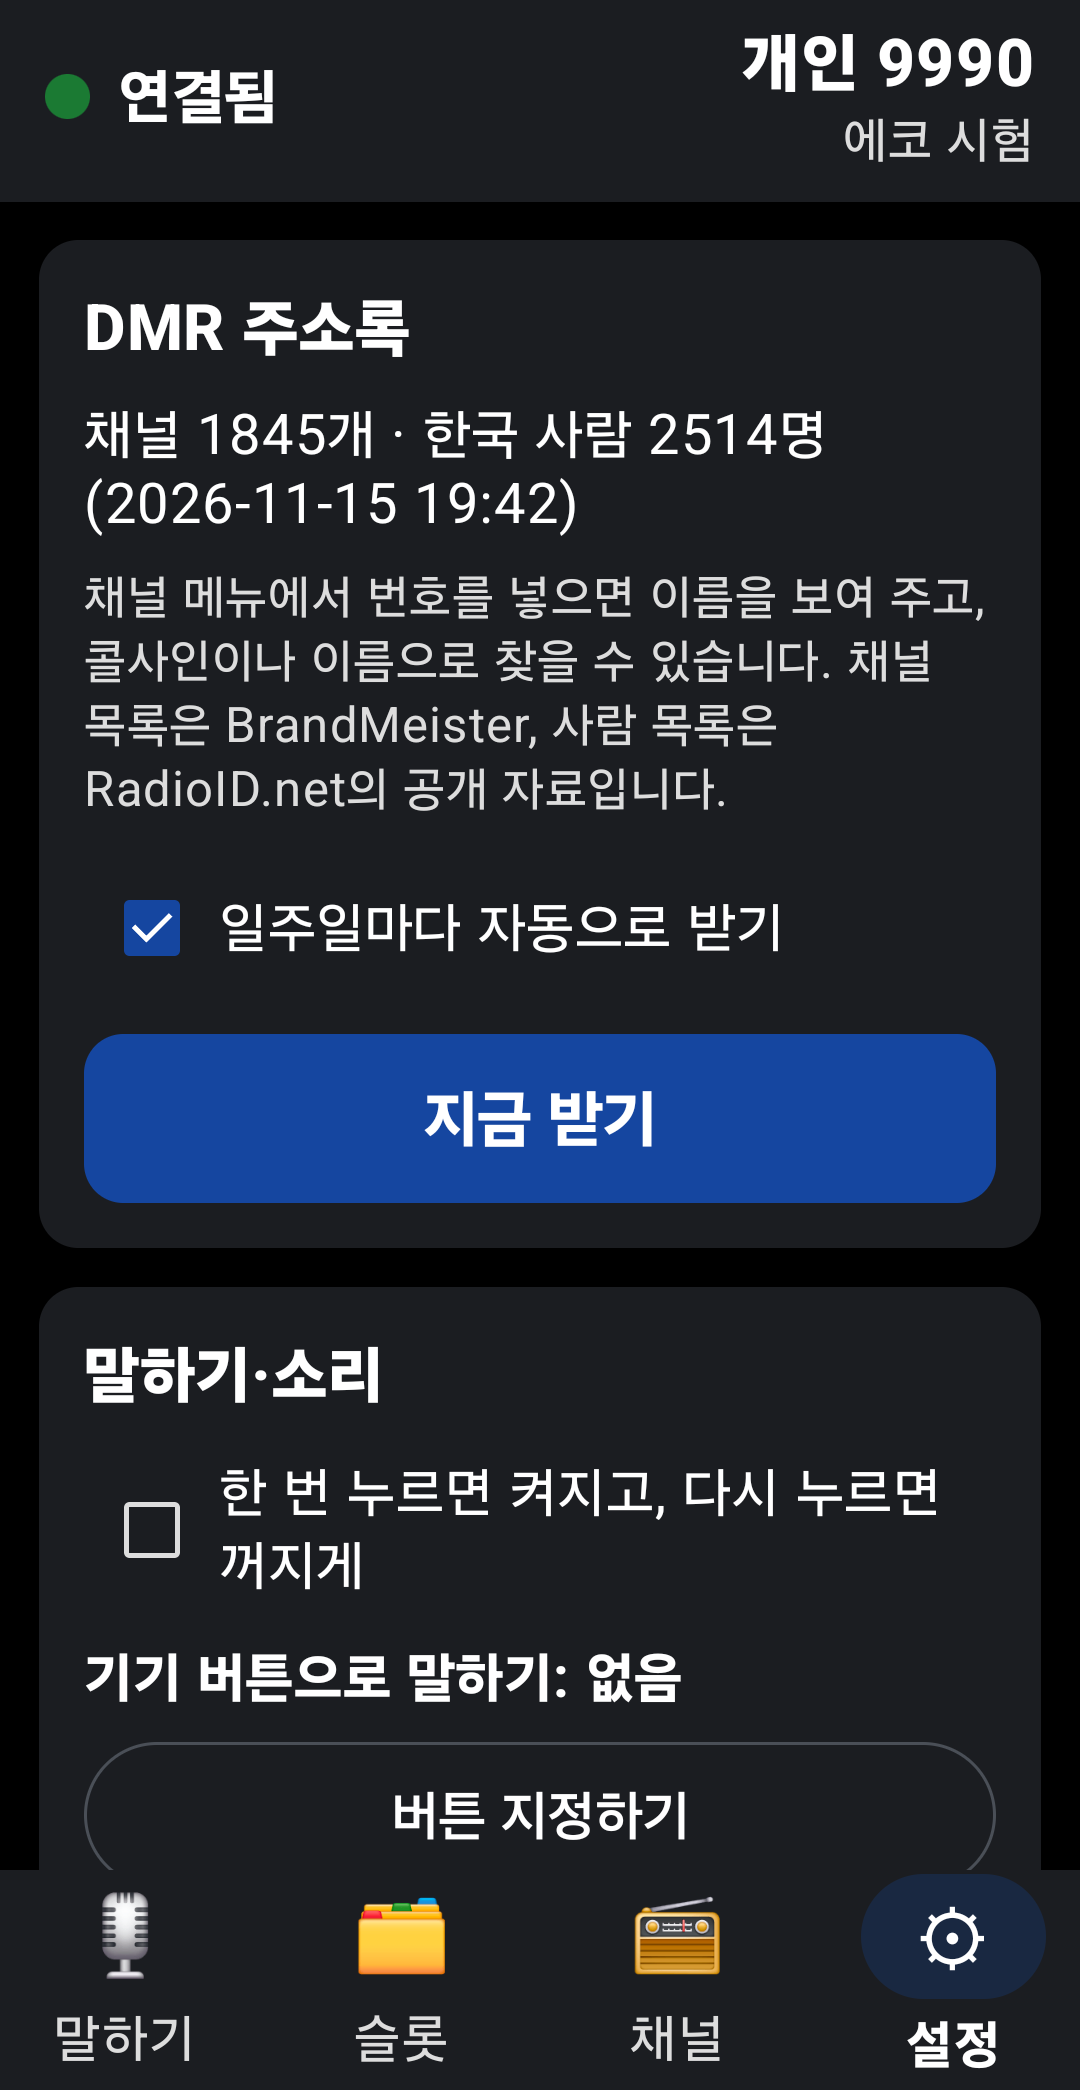 연결됨
개인 9990
에코 시험
DMR 주소록
채널 1845개 · 한국 사람 2514명
(2026-11-15 19:42)
채널 메뉴에서 번호를 넣으면 이름을 보여 주고,
콜사인이나 이름으로 찾을 수 있습니다. 채널
목록은 BrandMeister, 사람 목록은
RadioID.net의 공개 자료입니다.
일주일마다 자동으로 받기
지금 받기
말하기·소리
한 번 누르면 켜지고, 다시 누르면
꺼지게
기기 버튼으로 말하기: 없음
버튼 지정하기
말하기
슬롯
채널
설정